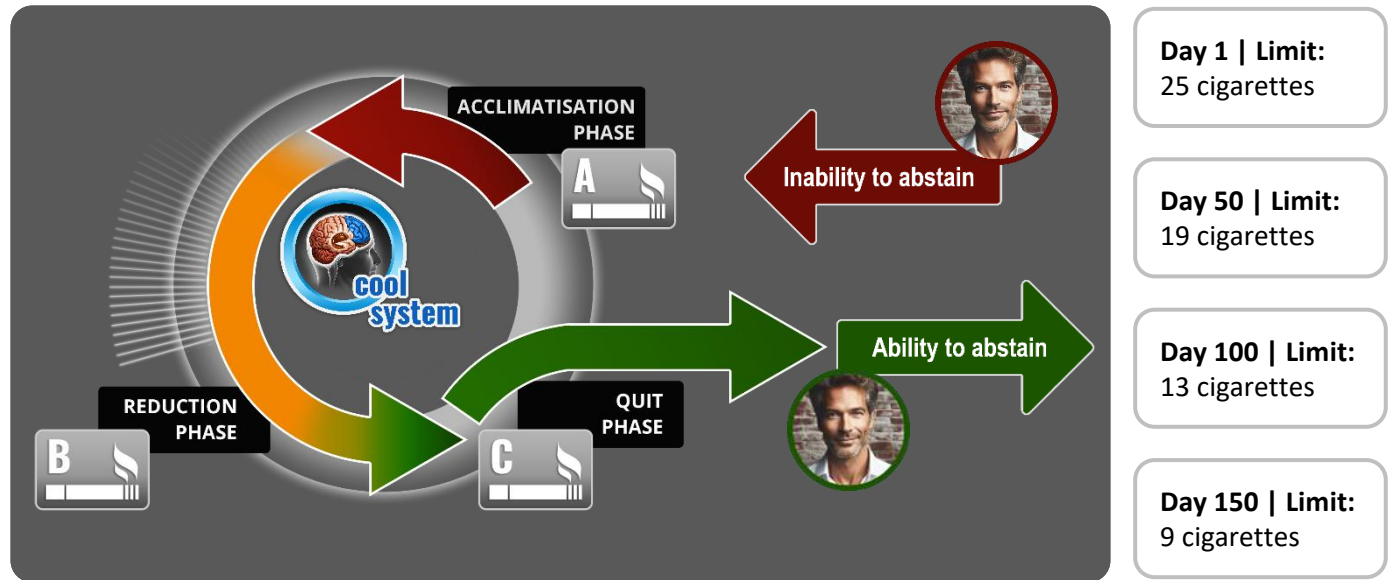 ACCLIMATISATION
PHASE
A
Inability to abstain
cool
system
Ability to abstain
REDUCTION
PHASE
B
QUIT
PHASE
C
Day 1 | Limit:
25 cigarettes
Day 50 | Limit:
19 cigarettes
Day 100 | Limit:
13 cigarettes
Day 150 | Limit:
9 cigarettes